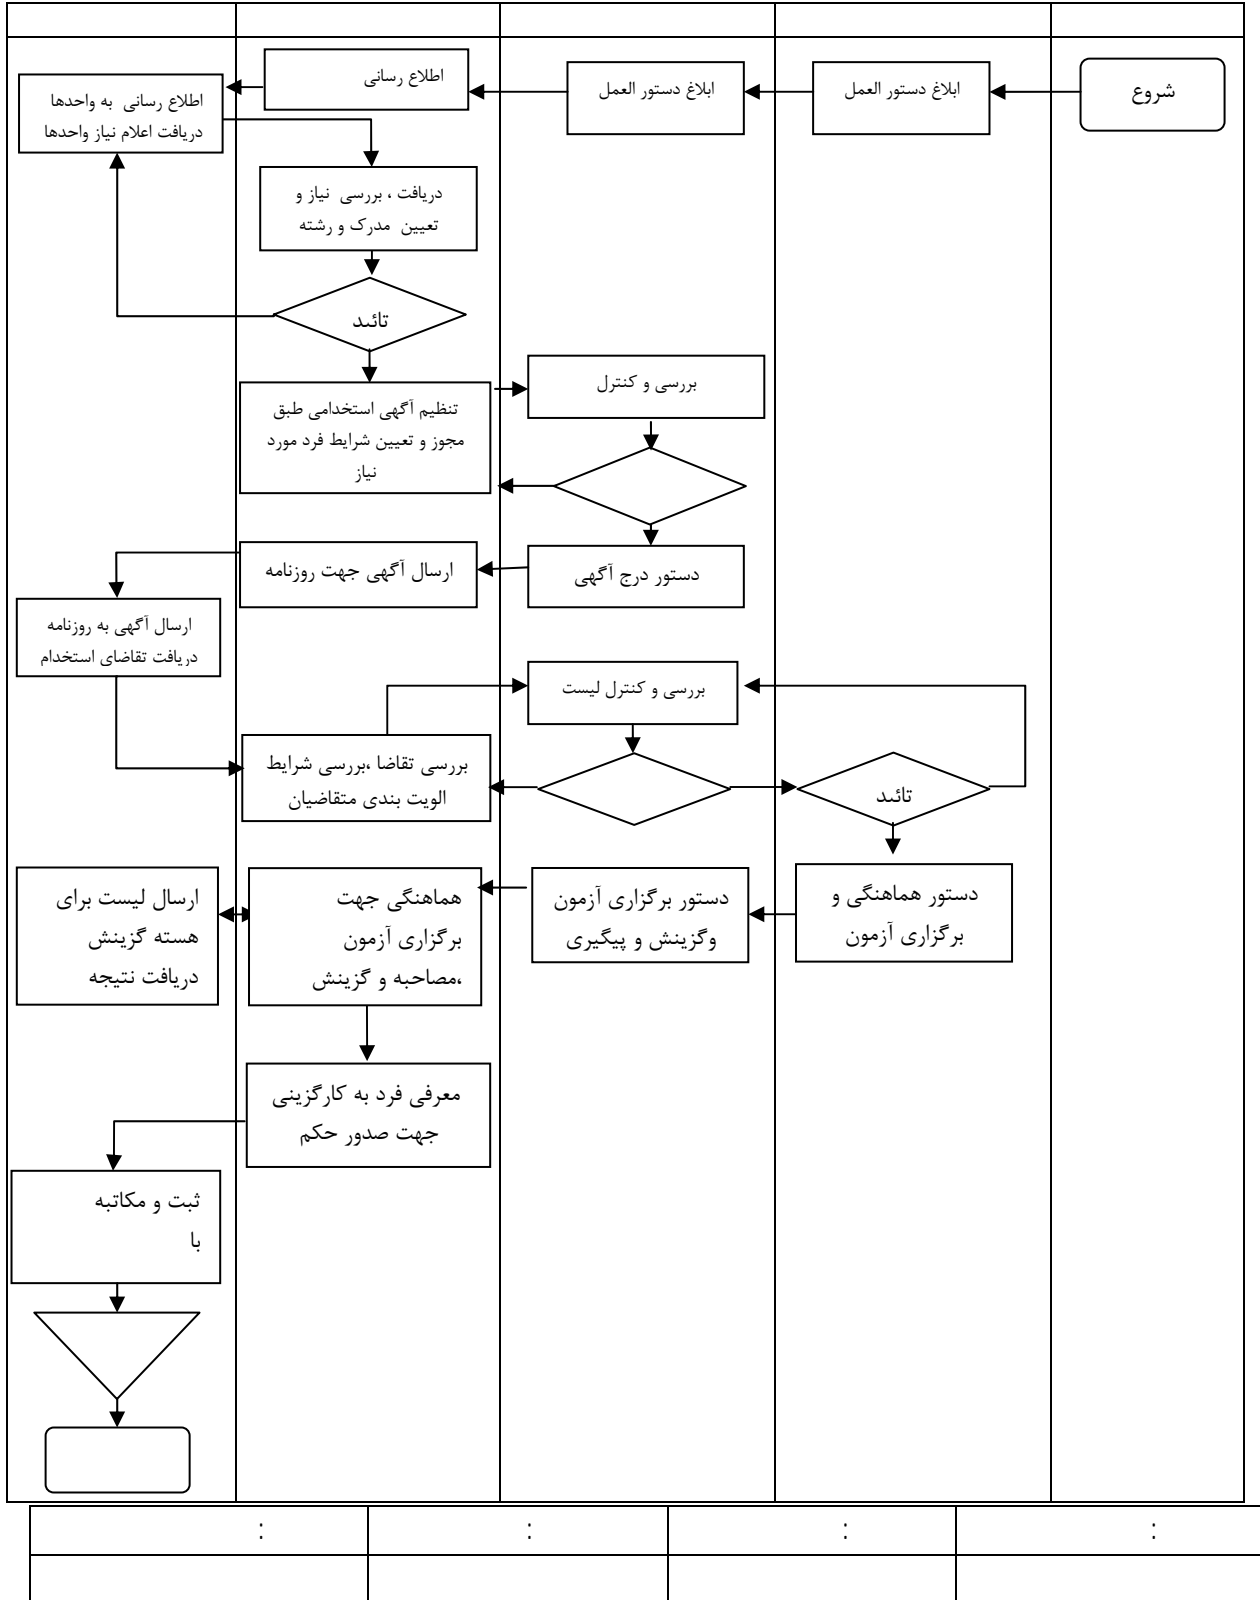 شروع
ابلاغ دستور العمل
ابلاغ دستور العمل
اطلاع رسانی
اطلاع رسانی به واحدها
دریافت اعلام نیاز واحدها
دریافت ، بررسی نیاز و
تعیین مدرک و رشته
تائید
تنظیم آگهی استخدامی طبق
مجوز و تعیین شرایط فرد مورد
نیاز
بررسی و کنترل
دستور درج آگهی
ارسال آگهی جهت روزنامه
ارسال آگهی به روزنامه
دریافت تقاضای استخدام
بررسی و کنترل لیست
بررسی تقاضا ،بررسی شرایط
الویت بندی متقاضیان
تائید
دستور هماهنگی و
برگزاری آزمون
دستور برگزاری آزمون
وگزینش و پیگیری
هماهنگی جهت
برگزاری آزمون
،مصاحبه و گزینش
ارسال لیست برای
هسته گزینش
دریافت نتیجه
معرفی فرد به کارگزینی
جهت صدور حکم
ثبت و مکاتبه
با
:
:
:
: